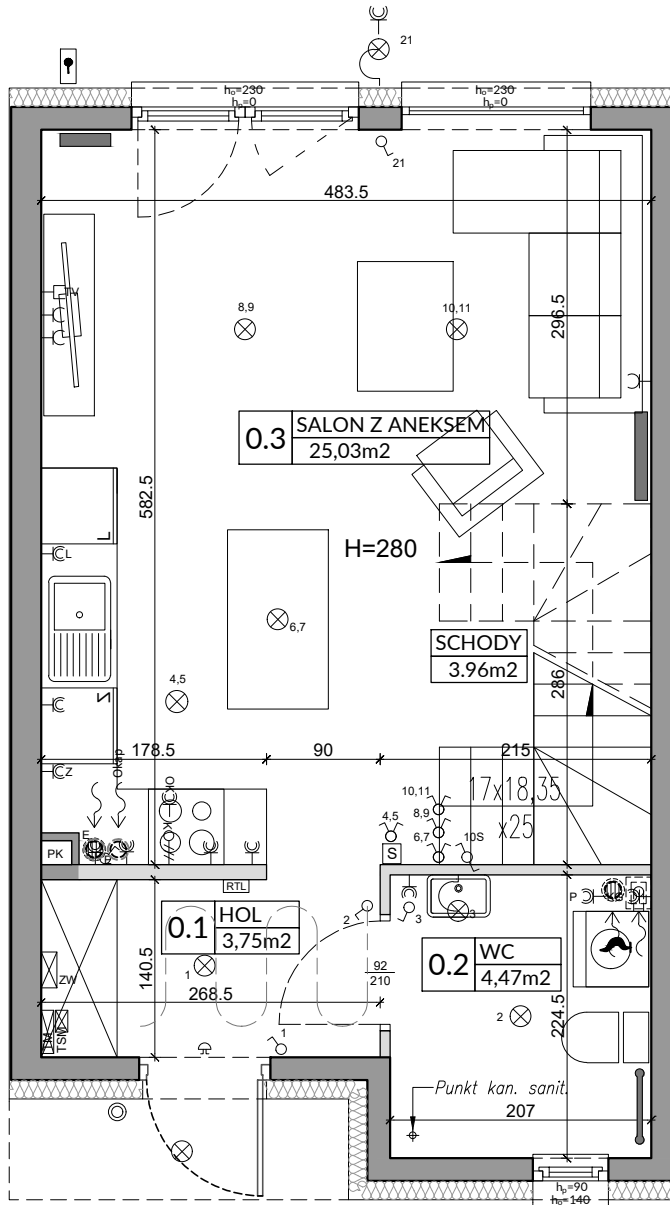 21
h₀=230
hₚ=0
h₀=230
hₚ=0
21
483.5
TV
8,9
10,11
296.5
0.3 SALON Z ANEKSEM
25,03m2
582.5
L
L
H=280
6,7
SCHODY
3.96m2
4,5
286
N
Z
Okap
178.5
90
215
17x18,35
x25
10,11
8,9
6,7
4,5
10S
S
E
PK
RTL
0.1 HOL
3,75m2
2
3
3
P
140.5
92
210
0.2 WC
4,47m2
1
268.5
ZW
TM
TSM
2
224.5
1
Punkt kan. sanit.
207
hₚ=90
h₀=140